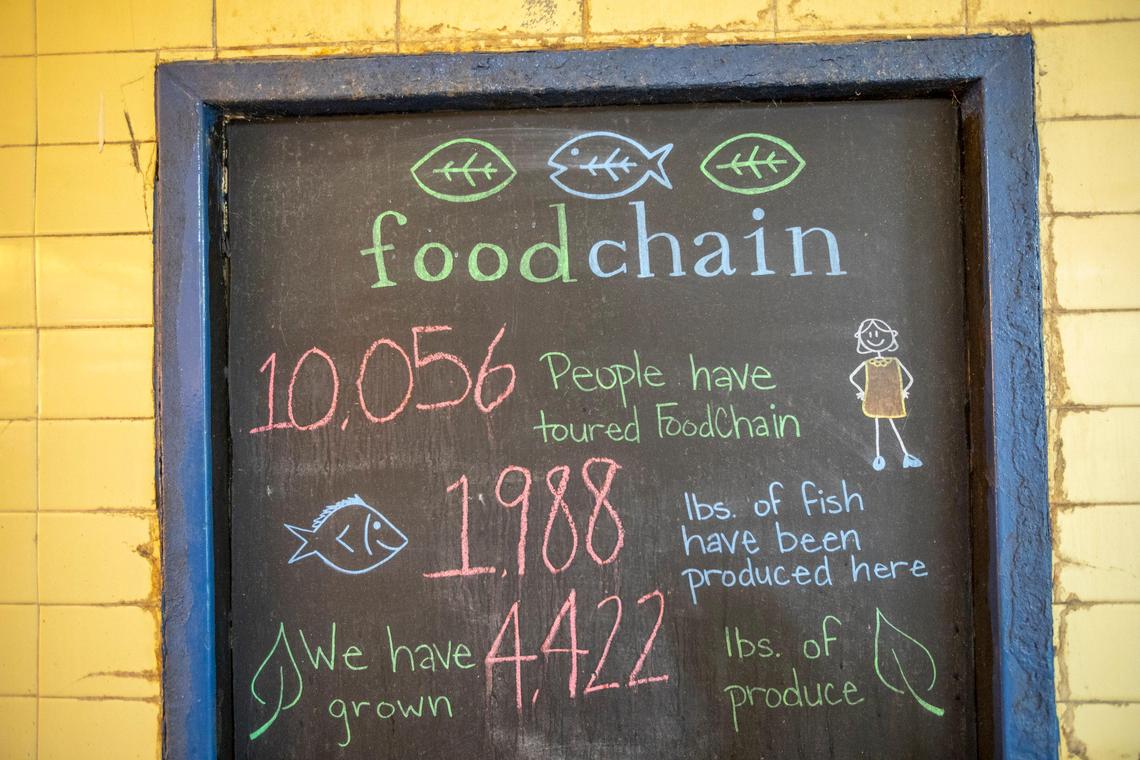 foodchain
10,056 People have
toured FoodChain
1,988 lbs. of fish
have been
produced here
We have 4,422 lbs. of
grown produce